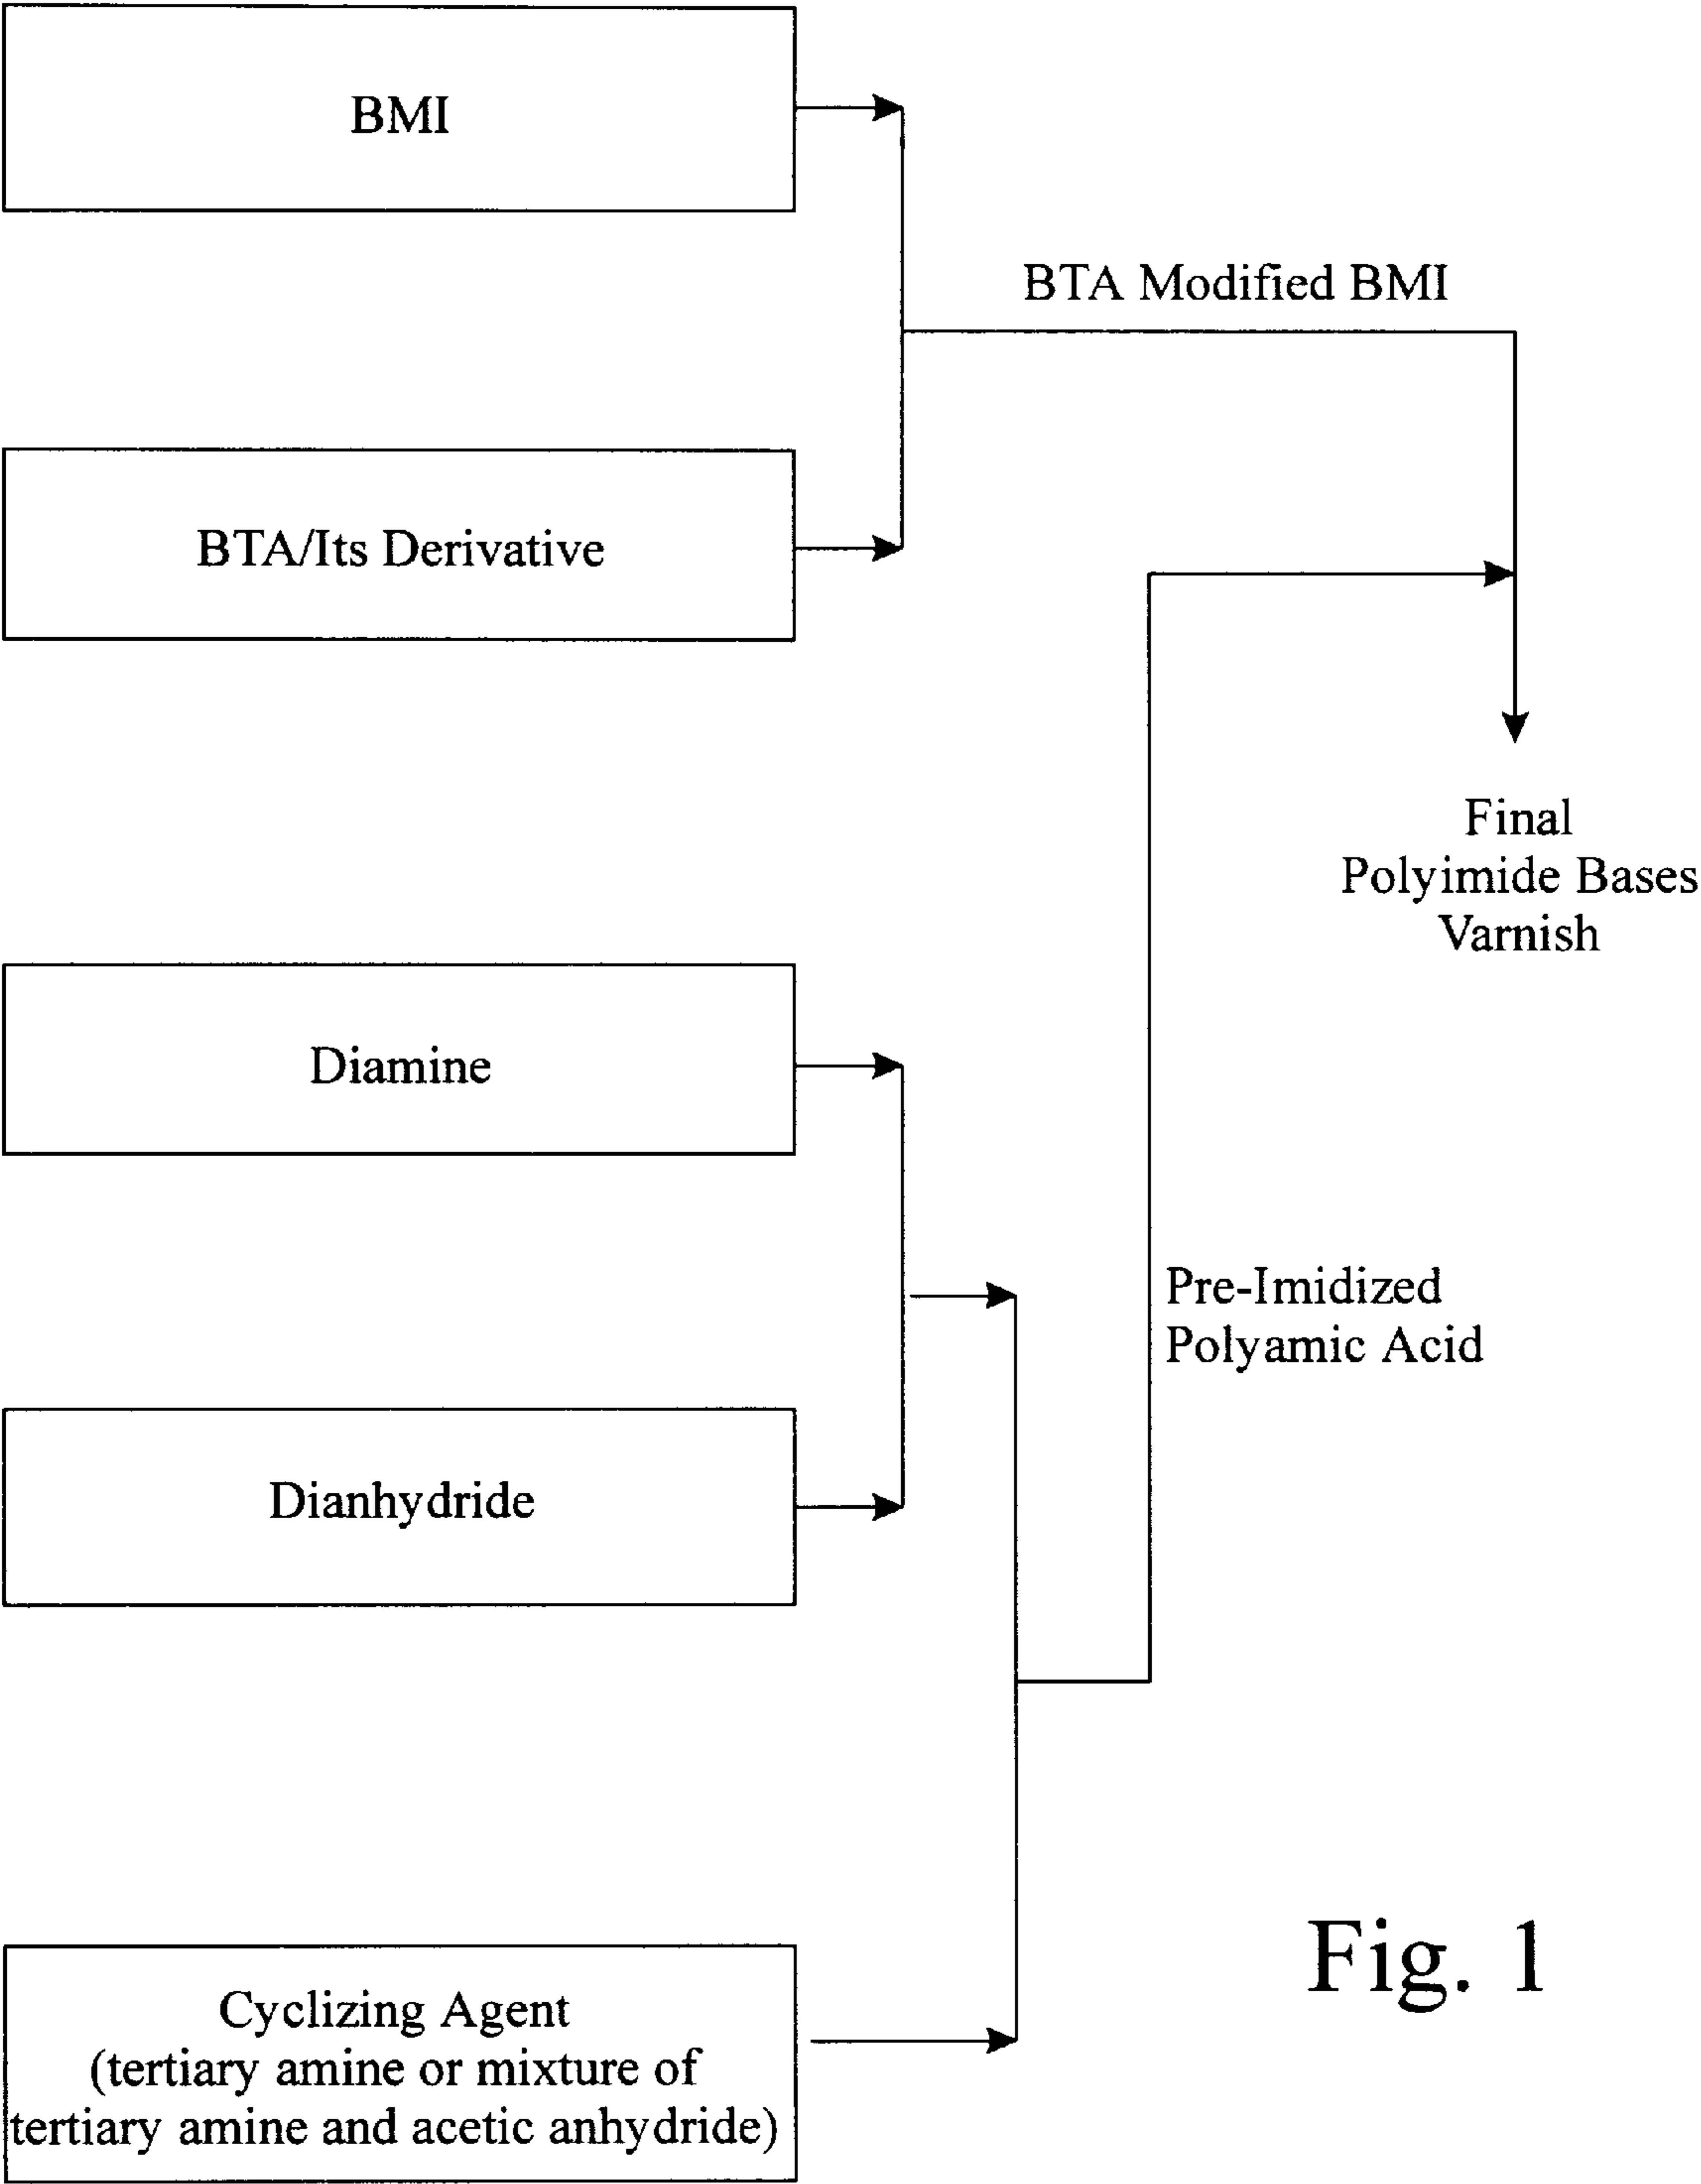 BMI
BTA Modified BMI
BTA/Its Derivative
Final
Polyimide Bases
Varnish
Diamine
Pre-Imidized
Polyamic Acid
Dianhydride
Cyclizing Agent
(tertiary amine or mixture of
tertiary amine and acetic anhydride)
Fig. 1